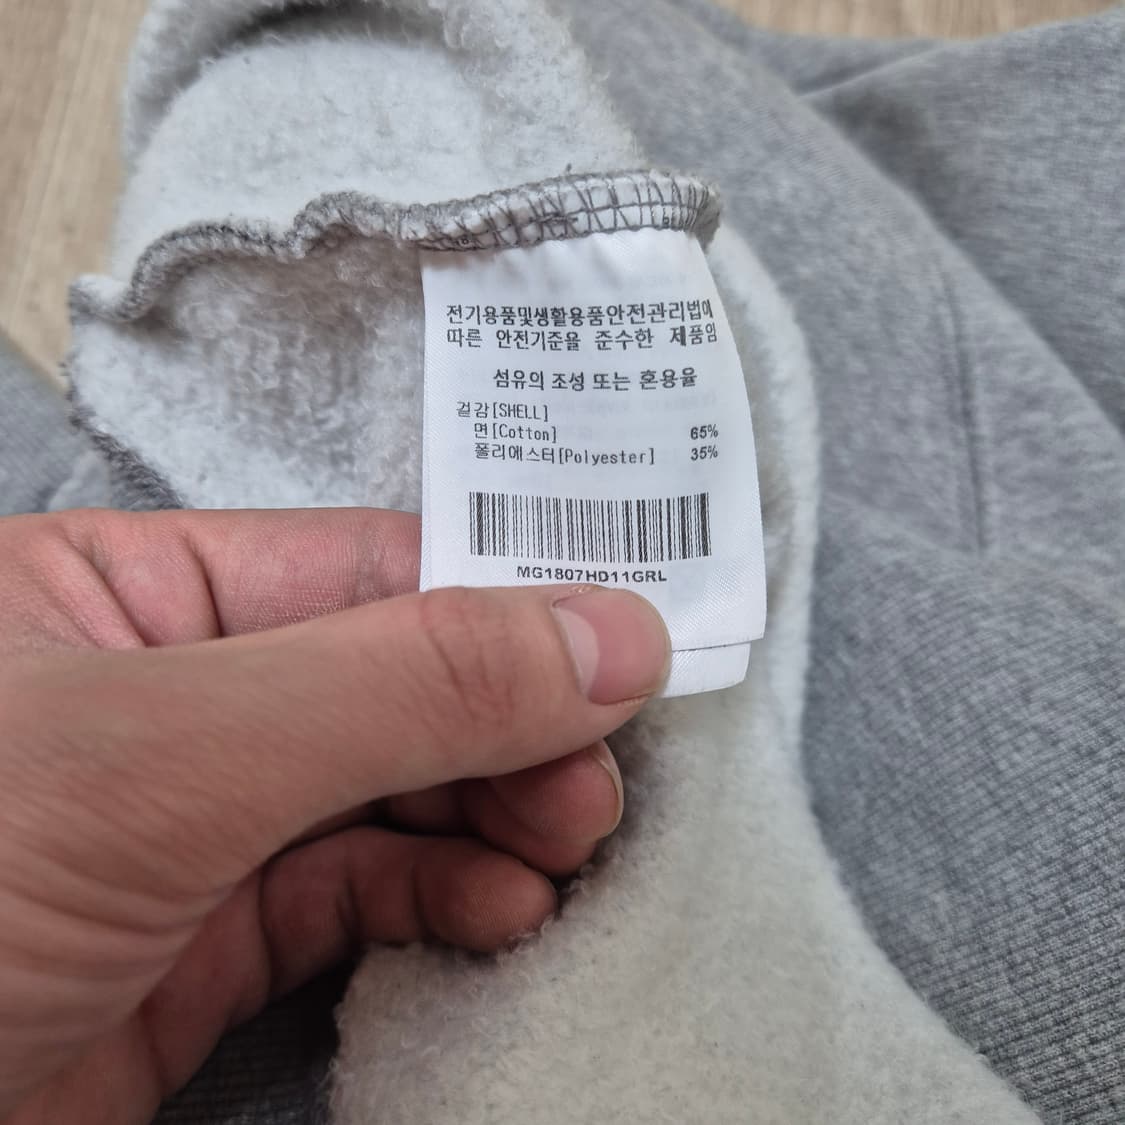 전기용품및생활용품안전관리법에
따른 안전기준을 준수한 제품임
섬유의 조성 또는 혼용율
겉감[SHELL]
면[Cotton] 65%
폴리에스터[Polyester] 35%
MG1807HD11GRL